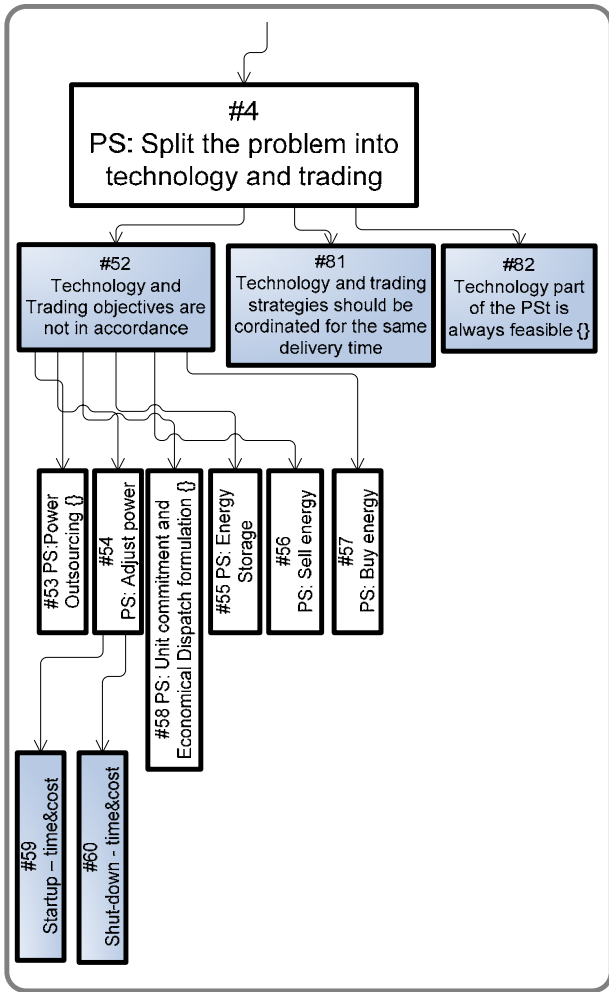 #4
PS: Split the problem into
technology and trading
#52
Technology and
Trading objectives are
not in accordance
#81
Technology and trading
strategies should be
cordinated for the same
delivery time
#82
Technology part
of the PSt is
always feasible {}
#53 PS:Power
Outsourcing {}
#54
PS: Adjust power
#58 PS: Unit commitment and
Economical Dispatch formulation {}
#55 PS: Energy
Storage
#56
PS: Sell energy
#57
PS: Buy energy
#59
Startup – time&cost
#60
Shut-down - time&cost